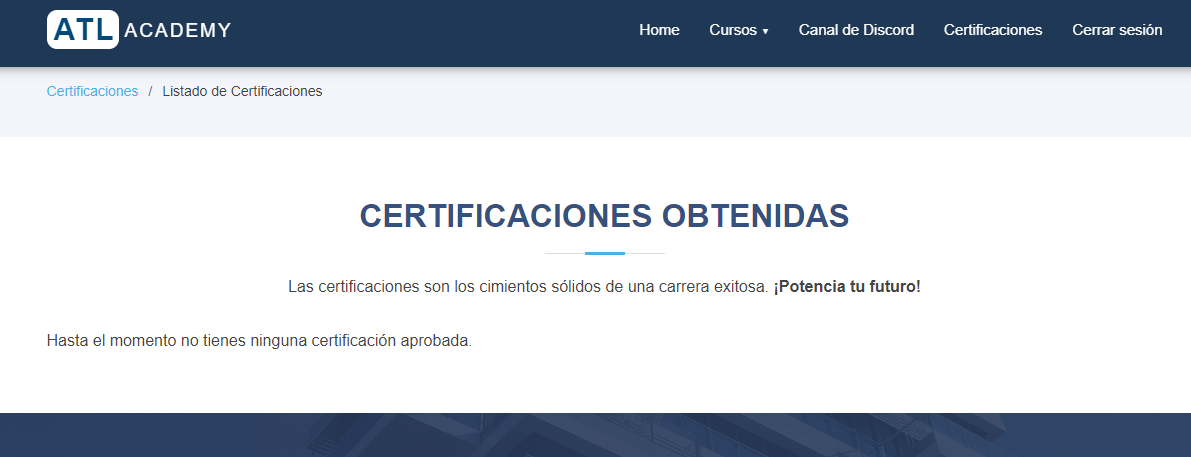 ATL ACADEMY
Home Cursos ▾ Canal de Discord Certificaciones Cerrar sesión
Certificaciones / Listado de Certificaciones
CERTIFICACIONES OBTENIDAS
Las certificaciones son los cimientos sólidos de una carrera exitosa. ¡Potencia tu futuro!
Hasta el momento no tienes ninguna certificación aprobada.